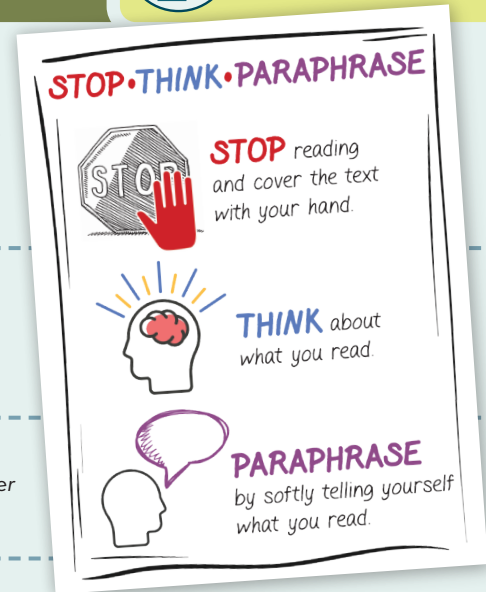 STOP•THINK•PARAPHRASE
STOP
STOP reading
and cover the text
with your hand.
THINK about
what you read.
PARAPHRASE
by softly telling yourself
what you read.
er